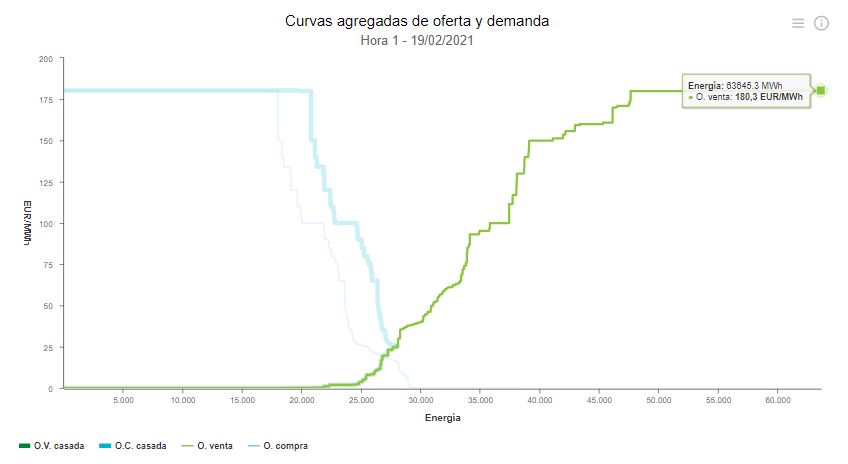 Curvas agregadas de oferta y demanda
Hora 1 - 19/02/2021
200
175
150
125
100
75
50
25
0
EUR/MWh
Energía: 63645.3 MWh
O. venta: 180,3 EUR/MWh
5.000 10.000 15.000 20.000 25.000 30.000 35.000 40.000 45.000 50.000 55.000 60.000
Energía
O.V. casada O.C. casada O. venta O. compra